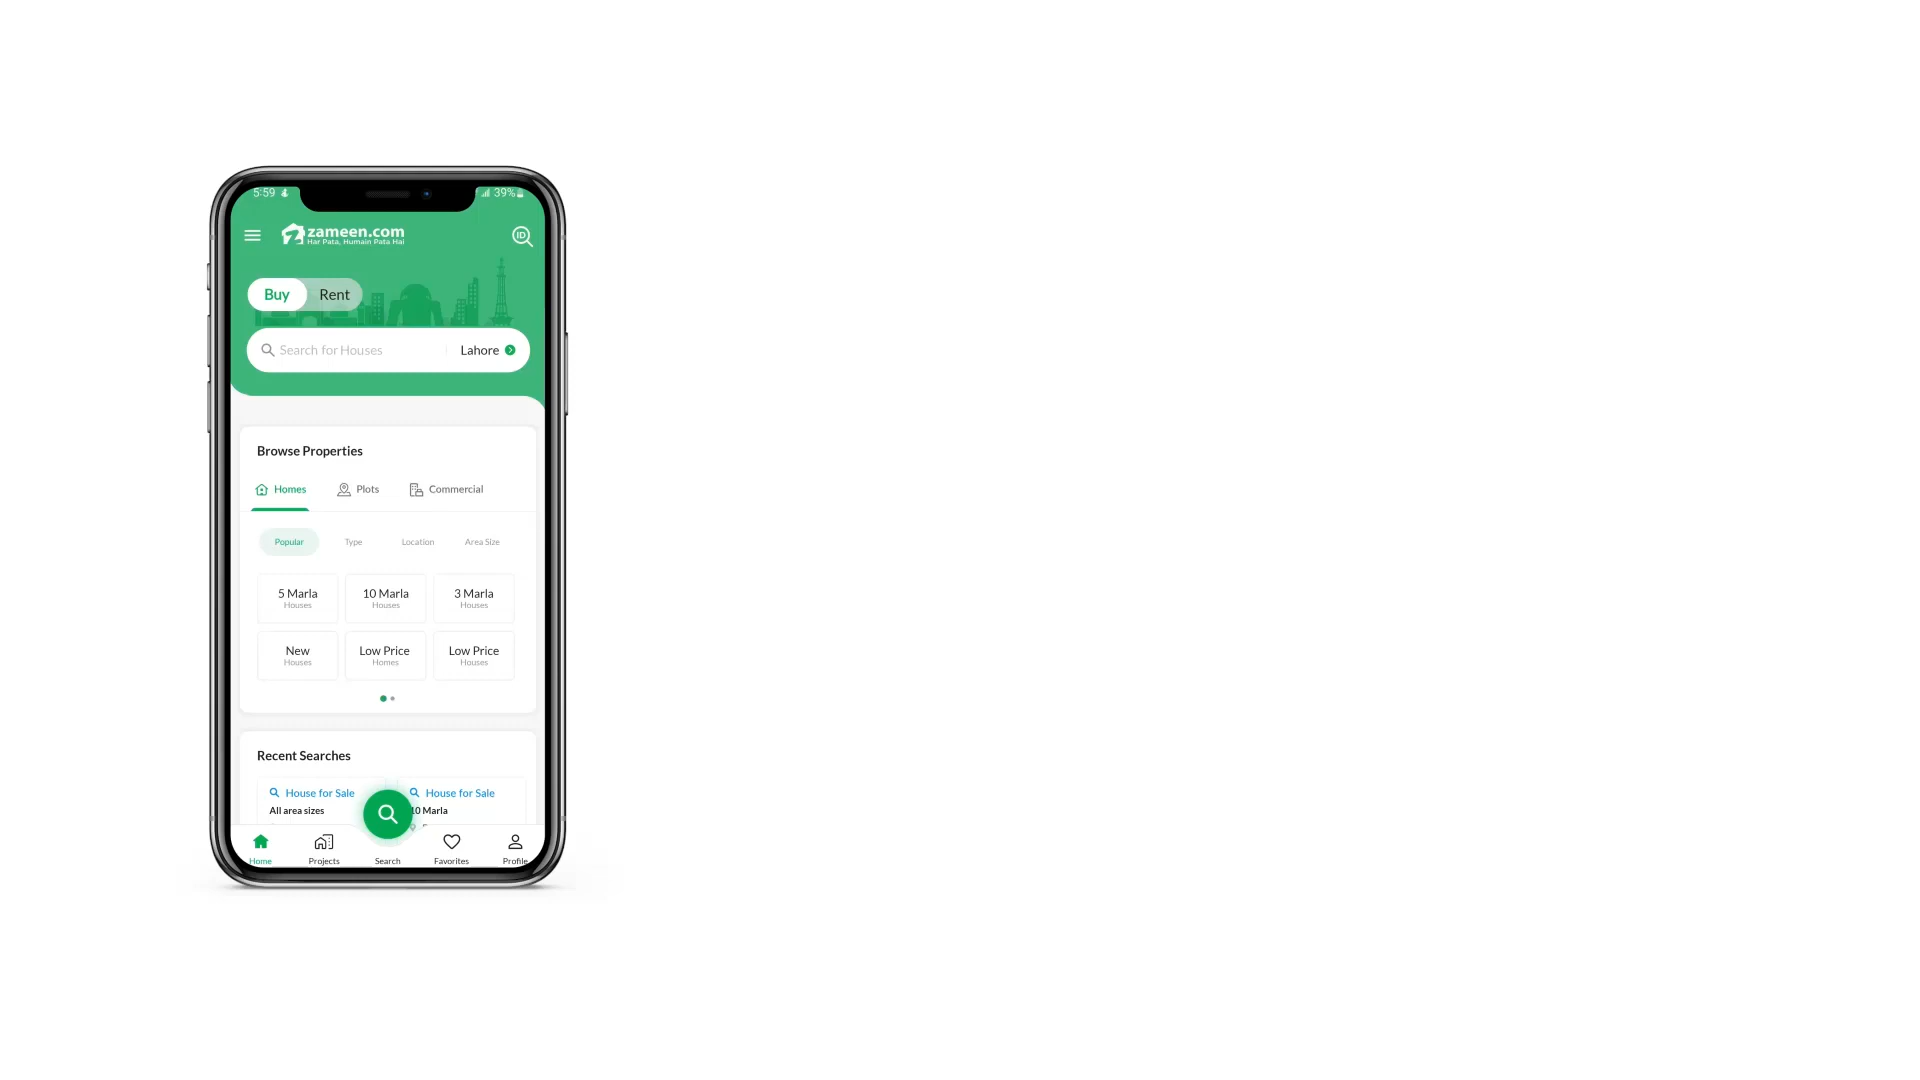 5:59
39%
zameen.com
Har Pata, Humain Pata Hai
ID
Buy Rent
Search for Houses Lahore
Browse Properties
Homes Plots Commercial
Popular Type Location Area Size
5 Marla 10 Marla 3 Marla
Houses Houses Houses
New Low Price Low Price
Houses Homes Houses
Recent Searches
House for Sale House for Sale
All area sizes 10 Marla
Home Projects Search Favorites Profile